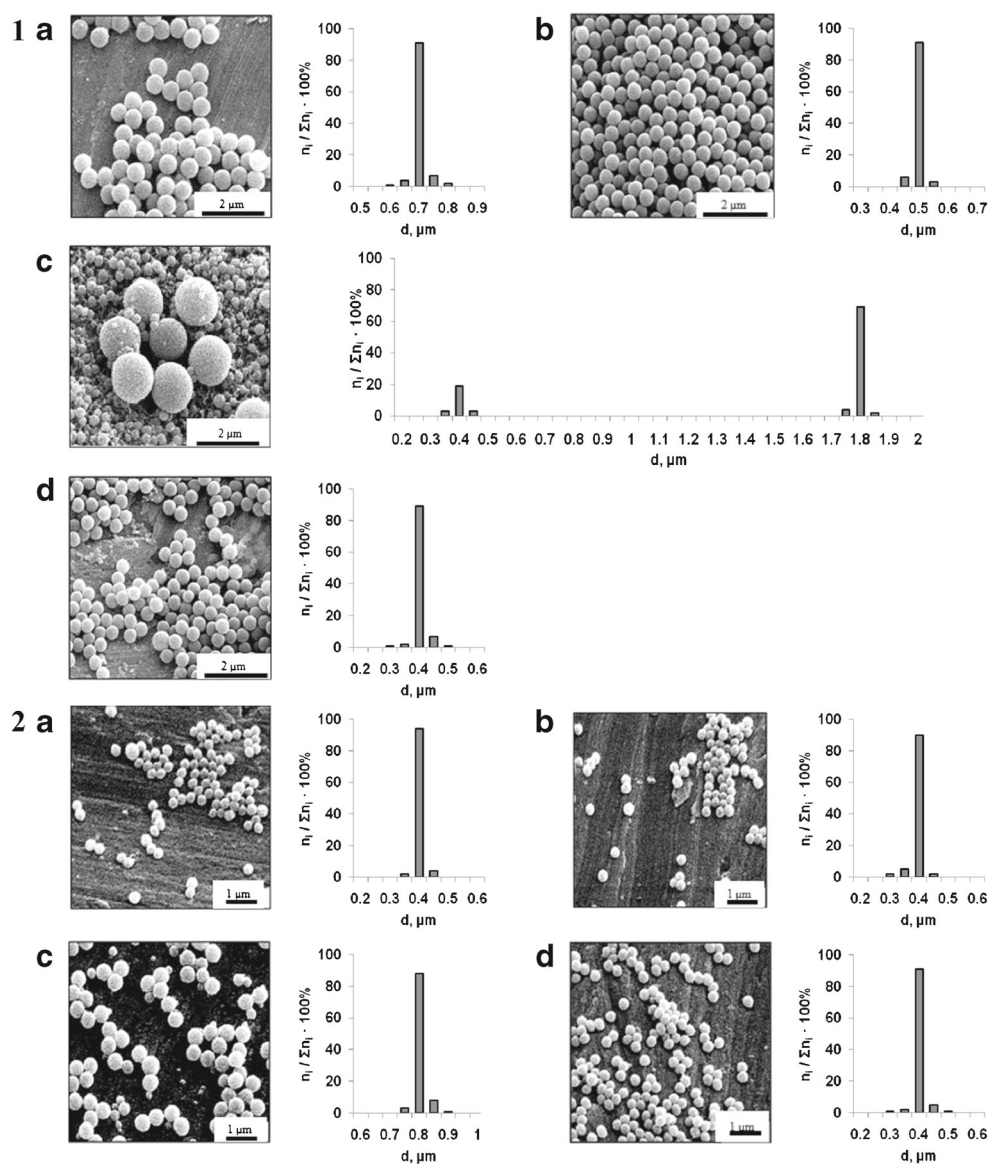 1 a
2 µm
n_i / Σn_i · 100%
100
80
60
40
20
0
0.5 0.6 0.7 0.8 0.9
d, µm
b
2 µm
n_i / Σn_i · 100%
100
80
60
40
20
0
0.3 0.4 0.5 0.6 0.7
d, µm
c
2 µm
n_i / Σn_i · 100%
100
80
60
40
20
0
0.2 0.3 0.4 0.5 0.6 0.7 0.8 0.9 1 1.1 1.2 1.3 1.4 1.5 1.6 1.7 1.8 1.9 2
d, µm
d
2 µm
n_i / Σn_i · 100%
100
80
60
40
20
0
0.2 0.3 0.4 0.5 0.6
d, µm
2 a
1 µm
n_i / Σn_i · 100%
100
80
60
40
20
0
0.2 0.3 0.4 0.5 0.6
d, µm
b
1 µm
n_i / Σn_i · 100%
100
80
60
40
20
0
0.2 0.3 0.4 0.5 0.6
d, µm
c
1 µm
n_i / Σn_i · 100%
100
80
60
40
20
0
0.6 0.7 0.8 0.9 1
d, µm
d
1 µm
n_i / Σn_i · 100%
100
80
60
40
20
0
0.2 0.3 0.4 0.5 0.6
d, µm